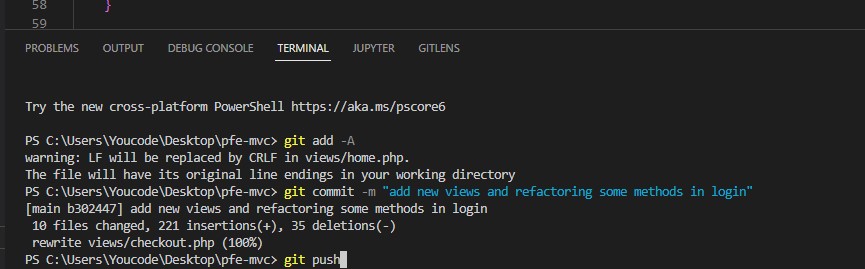 58 }
59
PROBLEMS OUTPUT DEBUG CONSOLE TERMINAL JUPYTER GITLENS
Try the new cross-platform PowerShell https://aka.ms/pscore6
PS C:\Users\Youcode\Desktop\pfe-mvc> git add -A
warning: LF will be replaced by CRLF in views/home.php.
The file will have its original line endings in your working directory
PS C:\Users\Youcode\Desktop\pfe-mvc> git commit -m "add new views and refactoring some methods in login"
[main b302447] add new views and refactoring some methods in login
 10 files changed, 221 insertions(+), 35 deletions(-)
 rewrite views/checkout.php (100%)
PS C:\Users\Youcode\Desktop\pfe-mvc> git push